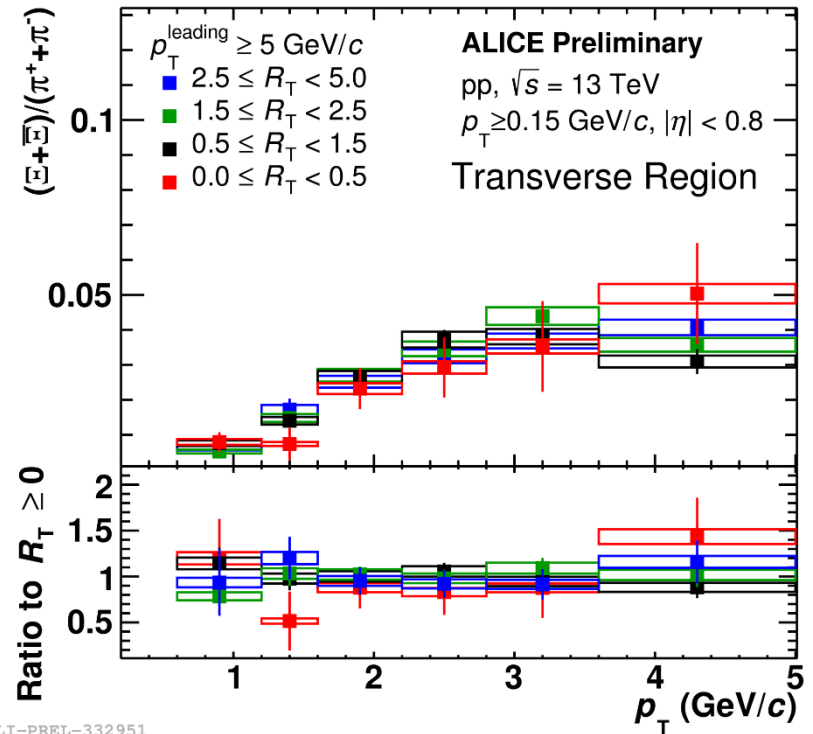 (Ξ+Ξ̅)/(π⁺+π⁻)
p_T^leading ≥ 5 GeV/c
2.5 ≤ R_T < 5.0
1.5 ≤ R_T < 2.5
0.5 ≤ R_T < 1.5
0.0 ≤ R_T < 0.5
ALICE Preliminary
pp, √s = 13 TeV
p_T≥0.15 GeV/c, |η| < 0.8
Transverse Region
0.1
0.05
Ratio to R_T ≥ 0
2
1.5
1
0.5
1 2 3 4 5
p_T (GeV/c)
LI-PREL-332951